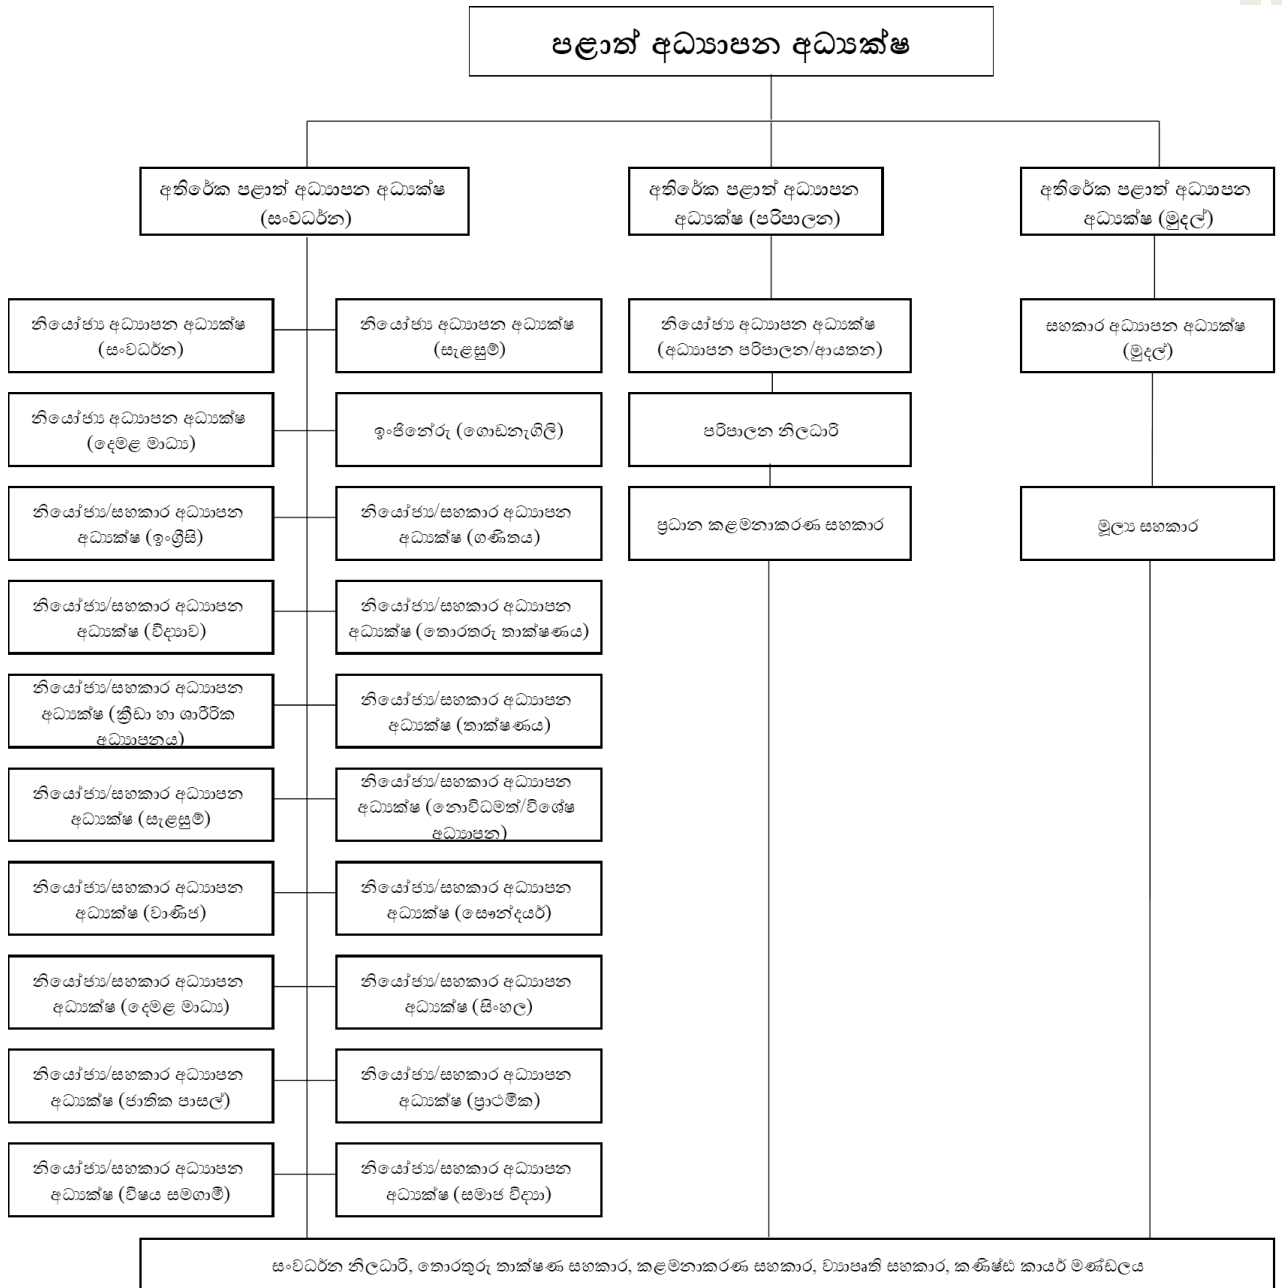 පළාත් අධ්‍යාපන අධ්‍යක්ෂ
අතිරේක පළාත් අධ්‍යාපන අධ්‍යක්ෂ
(සංවර්ධන)
අතිරේක පළාත් අධ්‍යාපන
අධ්‍යක්ෂ (පරිපාලන)
අතිරේක පළාත් අධ්‍යාපන
අධ්‍යක්ෂ (මුදල්)
නියෝජ්‍ය අධ්‍යාපන අධ්‍යක්ෂ
(සංවර්ධන)
නියෝජ්‍ය අධ්‍යාපන අධ්‍යක්ෂ
(සැළසුම්)
නියෝජ්‍ය අධ්‍යාපන අධ්‍යක්ෂ
(අධ්‍යාපන පරිපාලන/ආයතන)
සහකාර අධ්‍යාපන අධ්‍යක්ෂ
(මුදල්)
නියෝජ්‍ය අධ්‍යාපන අධ්‍යක්ෂ
(දෙමළ මාධ්‍ය)
ඉංජිනේරු (ගොඩනැගිලි)
පරිපාලන නිලධාරි
නියෝජ්‍ය/සහකාර අධ්‍යාපන
අධ්‍යක්ෂ (ඉංග්‍රීසි)
නියෝජ්‍ය/සහකාර අධ්‍යාපන
අධ්‍යක්ෂ (ගණිතය)
ප්‍රධාන කළමනාකරණ සහකාර
මූල්‍ය සහකාර
නියෝජ්‍ය/සහකාර අධ්‍යාපන
අධ්‍යක්ෂ (විද්‍යාව)
නියෝජ්‍ය/සහකාර අධ්‍යාපන
අධ්‍යක්ෂ (තොරතරු තාක්ෂණය)
නියෝජ්‍ය/සහකාර අධ්‍යාපන
අධ්‍යක්ෂ (ක්‍රීඩා හා ශාරීරික
අධ්‍යාපනය)
නියෝජ්‍ය/සහකාර අධ්‍යාපන
අධ්‍යක්ෂ (තාක්ෂණය)
නියෝජ්‍ය/සහකාර අධ්‍යාපන
අධ්‍යක්ෂ (සැළසුම්)
නියෝජ්‍ය/සහකාර අධ්‍යාපන
අධ්‍යක්ෂ (නොවිධමත්/විශේෂ
අධ්‍යාපන)
නියෝජ්‍ය/සහකාර අධ්‍යාපන
අධ්‍යක්ෂ (වාණිජ)
නියෝජ්‍ය/සහකාර අධ්‍යාපන
අධ්‍යක්ෂ (සෞන්දර්ය)
නියෝජ්‍ය/සහකාර අධ්‍යාපන
අධ්‍යක්ෂ (දෙමළ මාධ්‍ය)
නියෝජ්‍ය/සහකාර අධ්‍යාපන
අධ්‍යක්ෂ (සිංහල)
නියෝජ්‍ය/සහකාර අධ්‍යාපන
අධ්‍යක්ෂ (ජාතික පාසල්)
නියෝජ්‍ය/සහකාර අධ්‍යාපන
අධ්‍යක්ෂ (ප්‍රාථමික)
නියෝජ්‍ය/සහකාර අධ්‍යාපන
අධ්‍යක්ෂ (විෂය සමගාමී)
නියෝජ්‍ය/සහකාර අධ්‍යාපන
අධ්‍යක්ෂ (සමාජ විද්‍යා)
සංවර්ධන නිලධාරි, තොරතුරු තාක්ෂණ සහකාර, කළමනාකරණ සහකාර, ව්‍යාපෘති සහකාර, කණිෂ්ඨ කාර්ය මණ්ඩලය